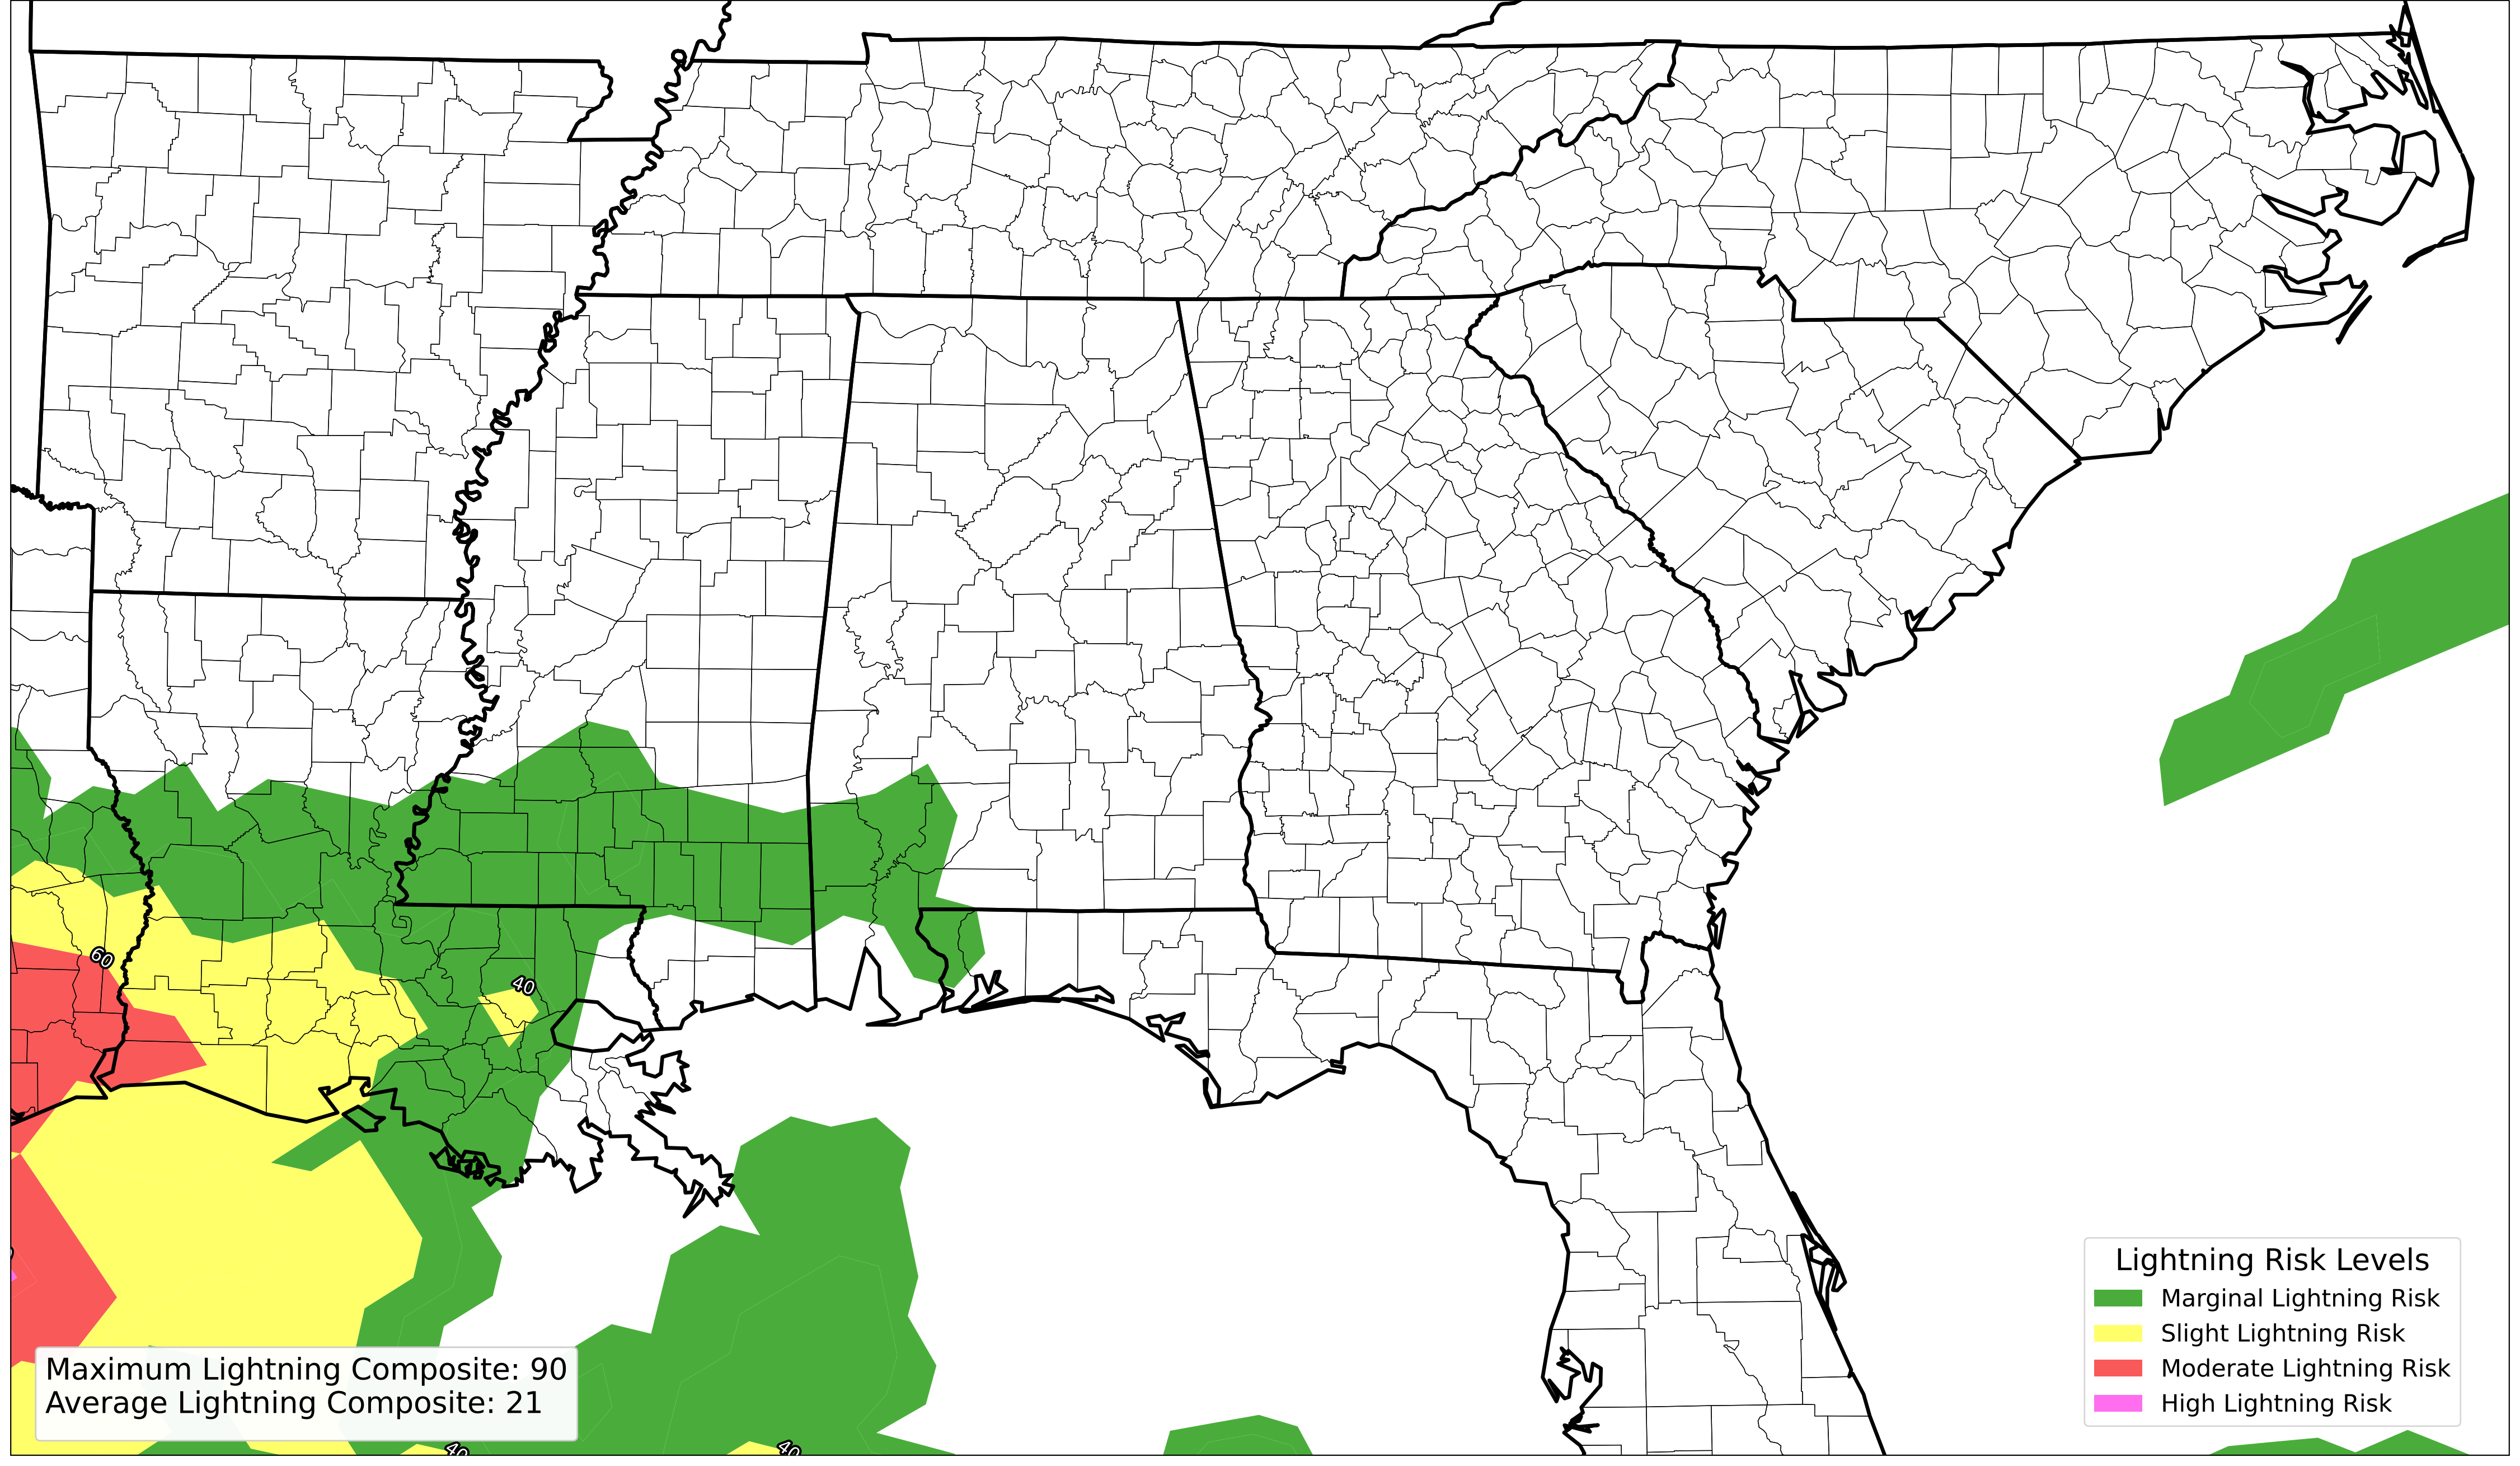 60
40
Maximum Lightning Composite: 90
Average Lightning Composite: 21
40
40
Lightning Risk Levels
Marginal Lightning Risk
Slight Lightning Risk
Moderate Lightning Risk
High Lightning Risk